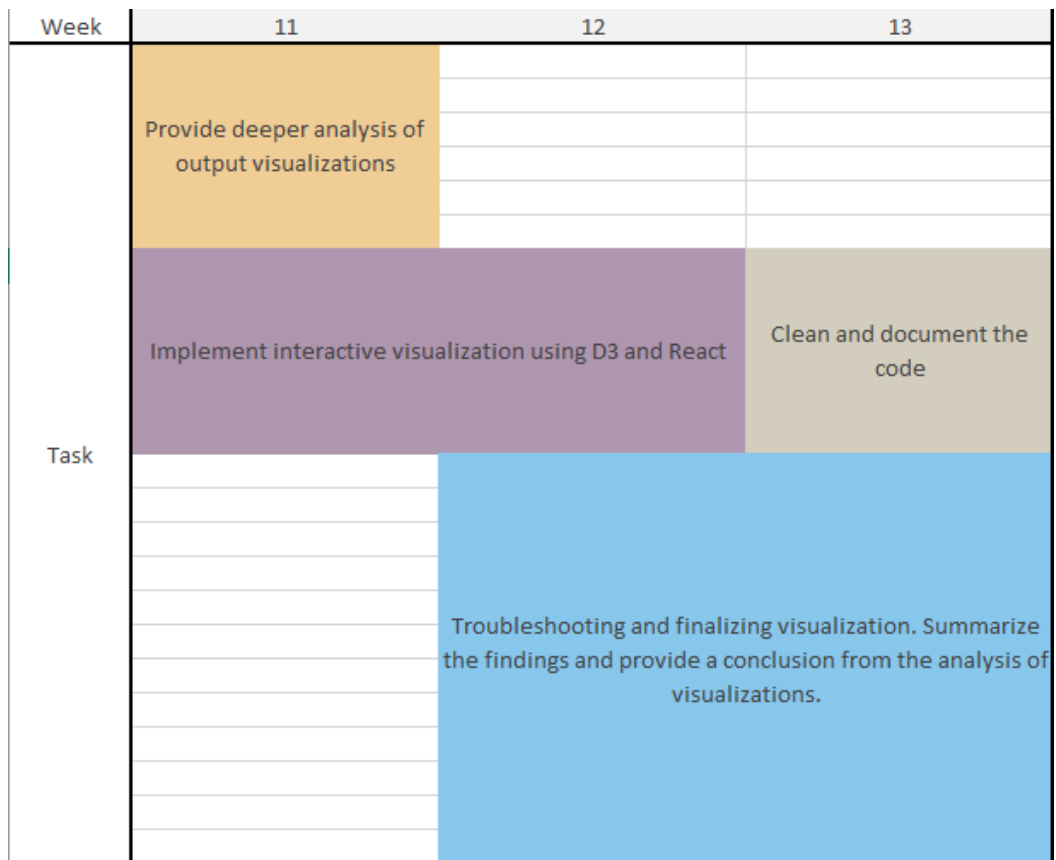 Week 11 12 13
Provide deeper analysis of
output visualizations
Implement interactive visualization using D3 and React
Clean and document the
code
Task
Troubleshooting and finalizing visualization. Summarize
the findings and provide a conclusion from the analysis of
visualizations.